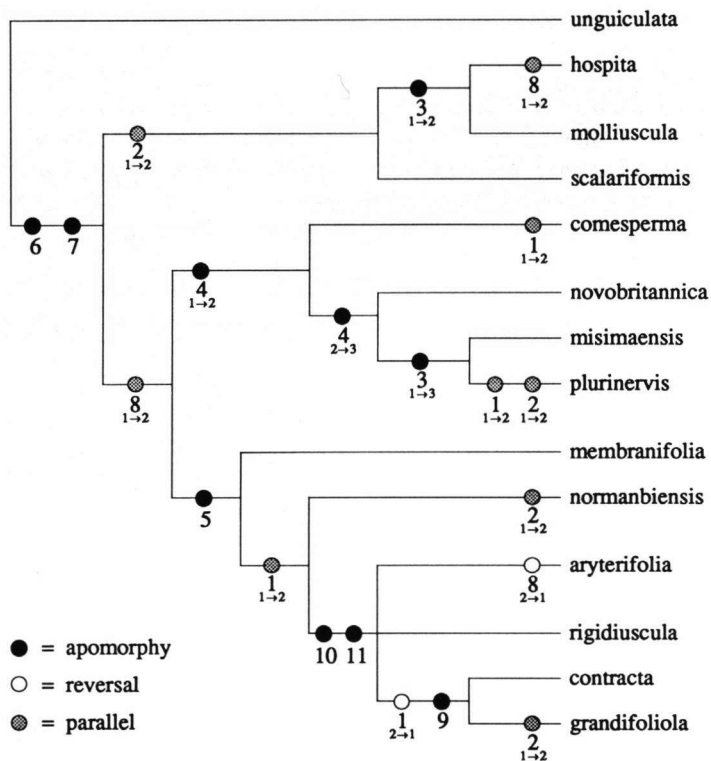 unguiculata
hospita
8
1→2
3
1→2
molliuscula
2
1→2
scalariformis
6 7
comesperma
1
1→2
4
1→2
novobritannica
4
2→3
misimaensis
3
1→3
plurinervis
1 2
1→2 1→2
8
1→2
membranifolia
5
normanbiensis
2
1→2
aryterifolia
1
1→2
8
2→1
rigidiuscula
10 11
● = apomorphy
contracta
○ = reversal
1 9
2→1
grandifoliola
= parallel
2
1→2